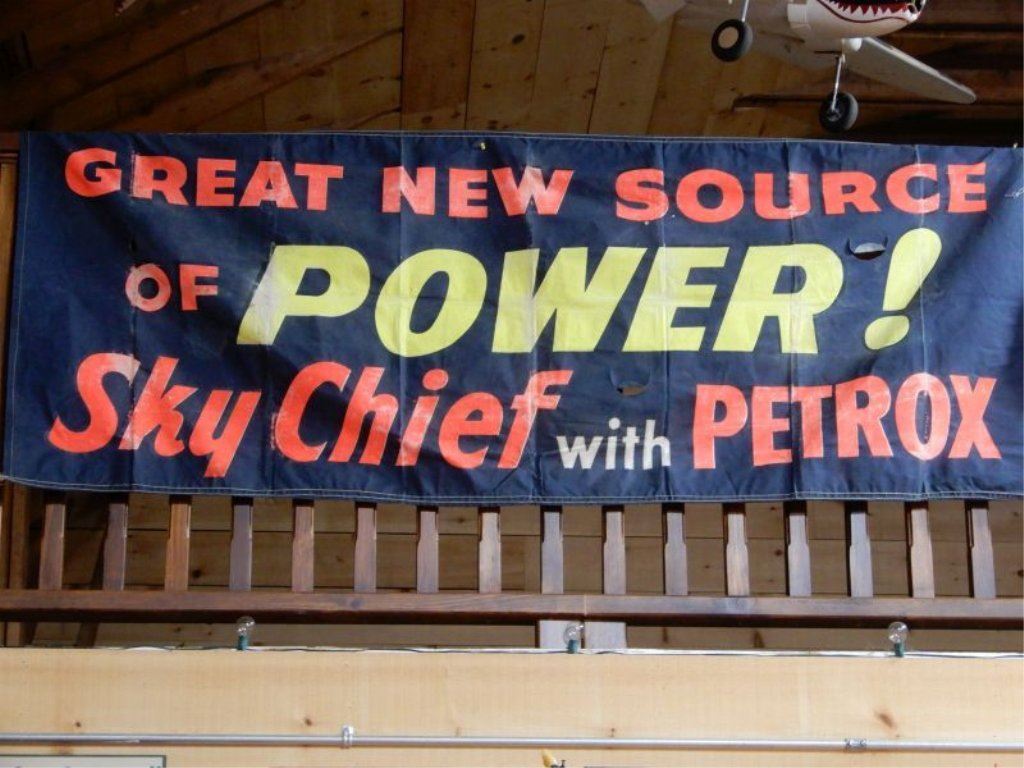 GREAT NEW SOURCE
OF POWER!
Sky Chief with PETROX